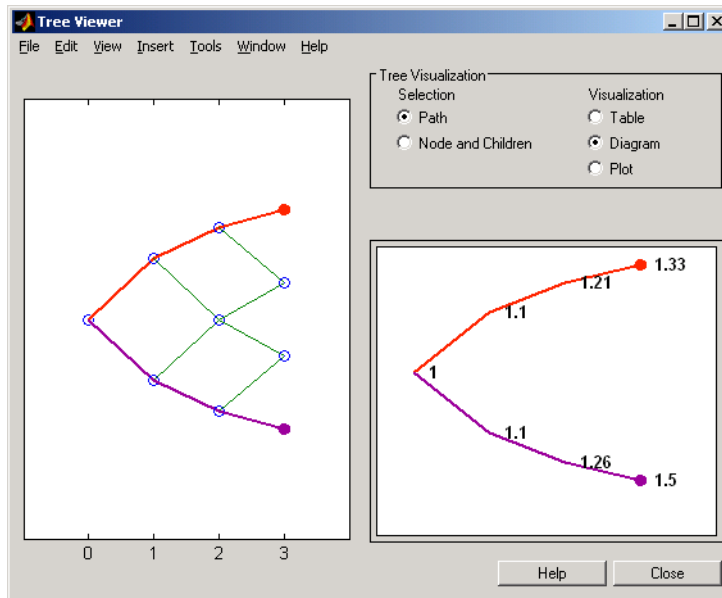 Tree Viewer
File Edit View Insert Tools Window Help
Tree Visualization
Selection
Path
Node and Children
Visualization
Table
Diagram
Plot
0 1 2 3
1.33
1.21
1.1
1
1.1
1.26
1.5
Help Close